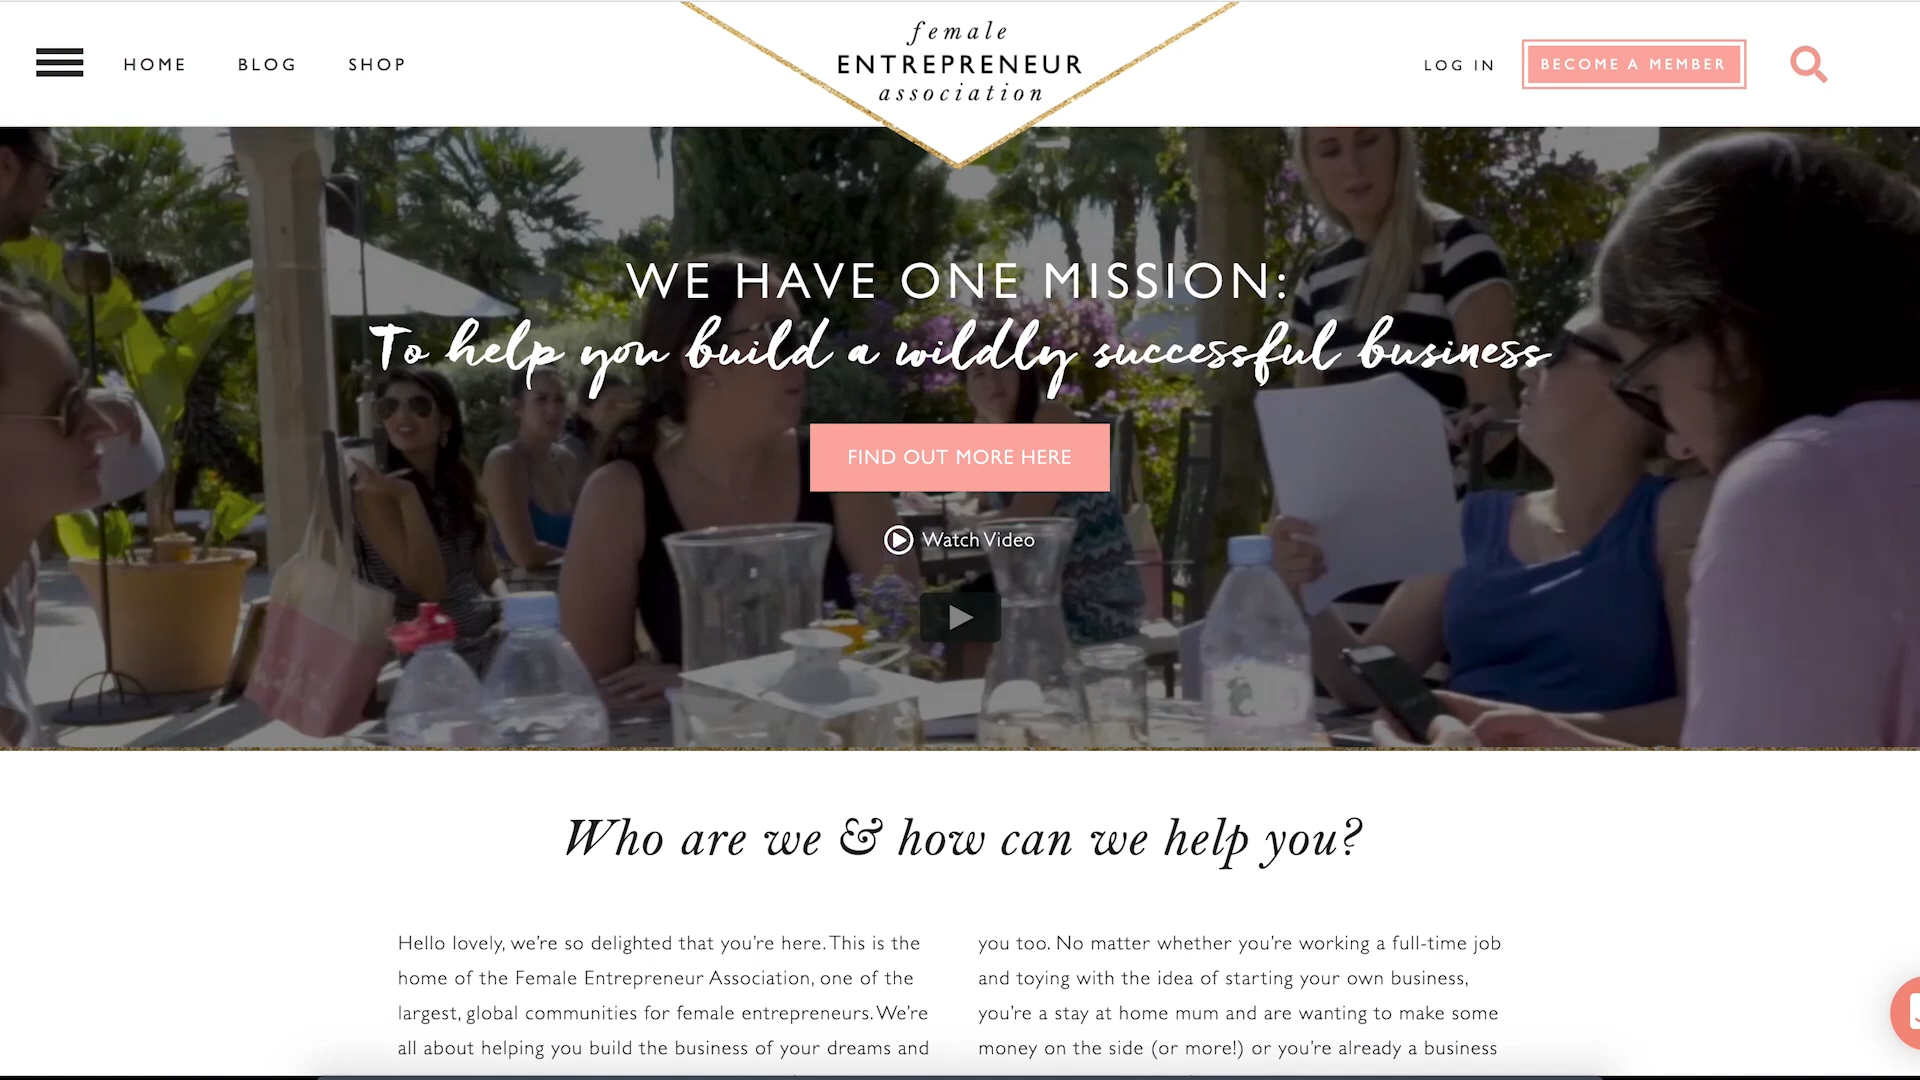 HOME BLOG SHOP
female
ENTREPRENEUR
association
LOG IN BECOME A MEMBER
WE HAVE ONE MISSION:
To help you build a wildly successful business
FIND OUT MORE HERE
Watch Video
Who are we & how can we help you?
Hello lovely, we're so delighted that you're here. This is the
home of the Female Entrepreneur Association, one of the
largest, global communities for female entrepreneurs. We're
all about helping you build the business of your dreams and
you too. No matter whether you're working a full-time job
and toying with the idea of starting your own business,
you're a stay at home mum and are wanting to make some
money on the side (or more!) or you're already a business